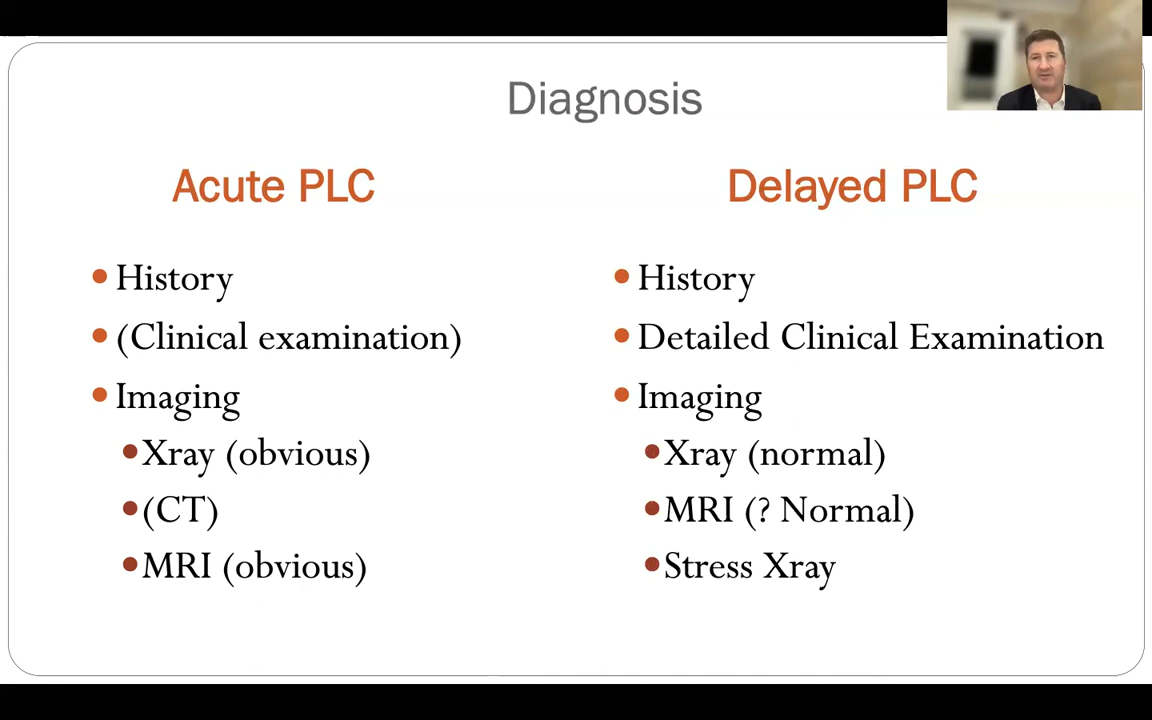 Diagnosis
Acute PLC
History
(Clinical examination)
Imaging
Xray (obvious)
(CT)
MRI (obvious)
Delayed PLC
History
Detailed Clinical Examination
Imaging
Xray (normal)
MRI (? Normal)
Stress Xray